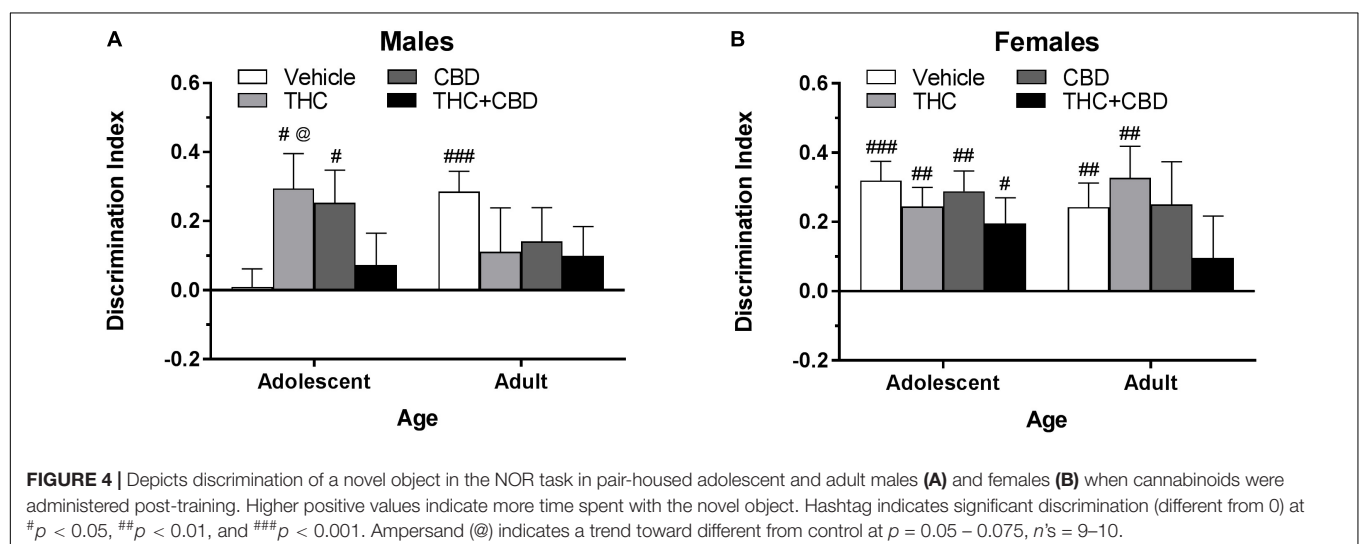 A
Males
Vehicle
CBD
THC
THC+CBD
Discrimination Index
0.6
0.4
0.2
0.0
-0.2
# @
#
###
Adolescent
Adult
Age
B
Females
Vehicle
CBD
THC
THC+CBD
Discrimination Index
0.6
0.4
0.2
0.0
-0.2
###
##
##
#
##
##
Adolescent
Adult
Age
FIGURE 4 | Depicts discrimination of a novel object in the NOR task in pair-housed adolescent and adult males (A) and females (B) when cannabinoids were
administered post-training. Higher positive values indicate more time spent with the novel object. Hashtag indicates significant discrimination (different from 0) at
#p < 0.05, ##p < 0.01, and ###p < 0.001. Ampersand (@) indicates a trend toward different from control at p = 0.05 – 0.075, n's = 9–10.